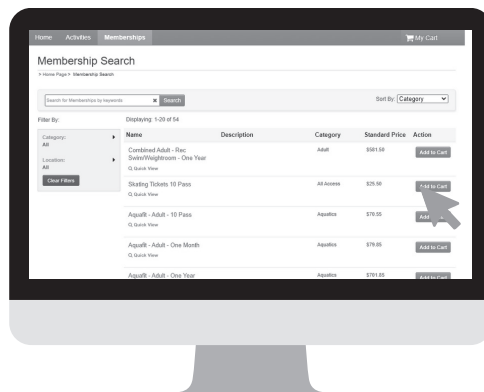 Home Activities Memberships My Cart
Membership Search
> Home Page > Membership Search
Search for Memberships by keywords × Search Sort By: Category
Filter By: Displaying: 1-20 of 54
Name Description Category Standard Price Action
Category:
All
Location:
All
Clear Filters
Combined Adult - Rec
Swim/Weightroom - One Year
Adult $581.50 Add to Cart
Quick View
Skating Tickets 10 Pass All Access $25.50 Add to Cart
Quick View
Aquafit - Adult - 10 Pass Aquatics $78.55 Add
Quick View
Aquafit - Adult - One Month Aquatics $79.85 Add to Cart
Quick View
Aquafit - Adult - One Year Aquatics $781.85 Add to Cart